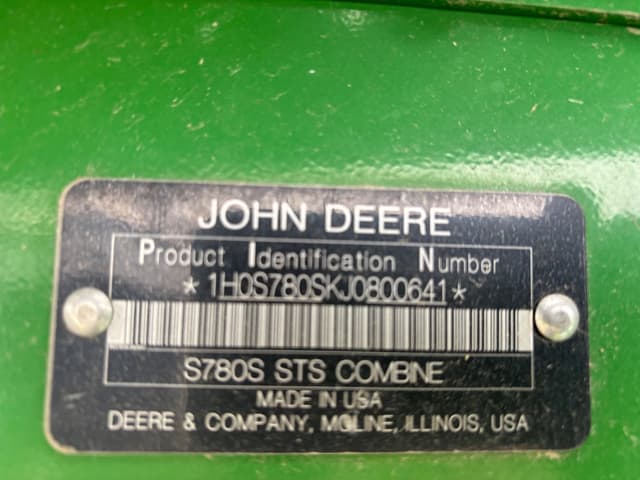 JOHN DEERE
Product Identification Number
*1H0S780SKJ0800641*
S780S STS COMBINE
MADE IN USA
DEERE & COMPANY, MOLINE, ILLINOIS, USA